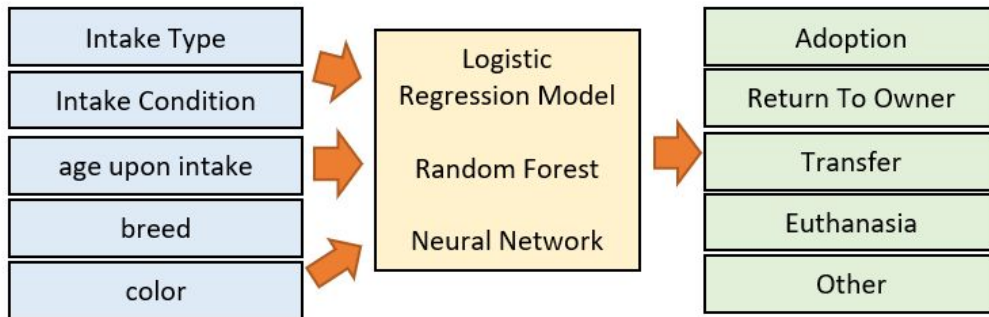 Intake Type
Intake Condition
age upon intake
breed
color
Logistic
Regression Model
Random Forest
Neural Network
Adoption
Return To Owner
Transfer
Euthanasia
Other